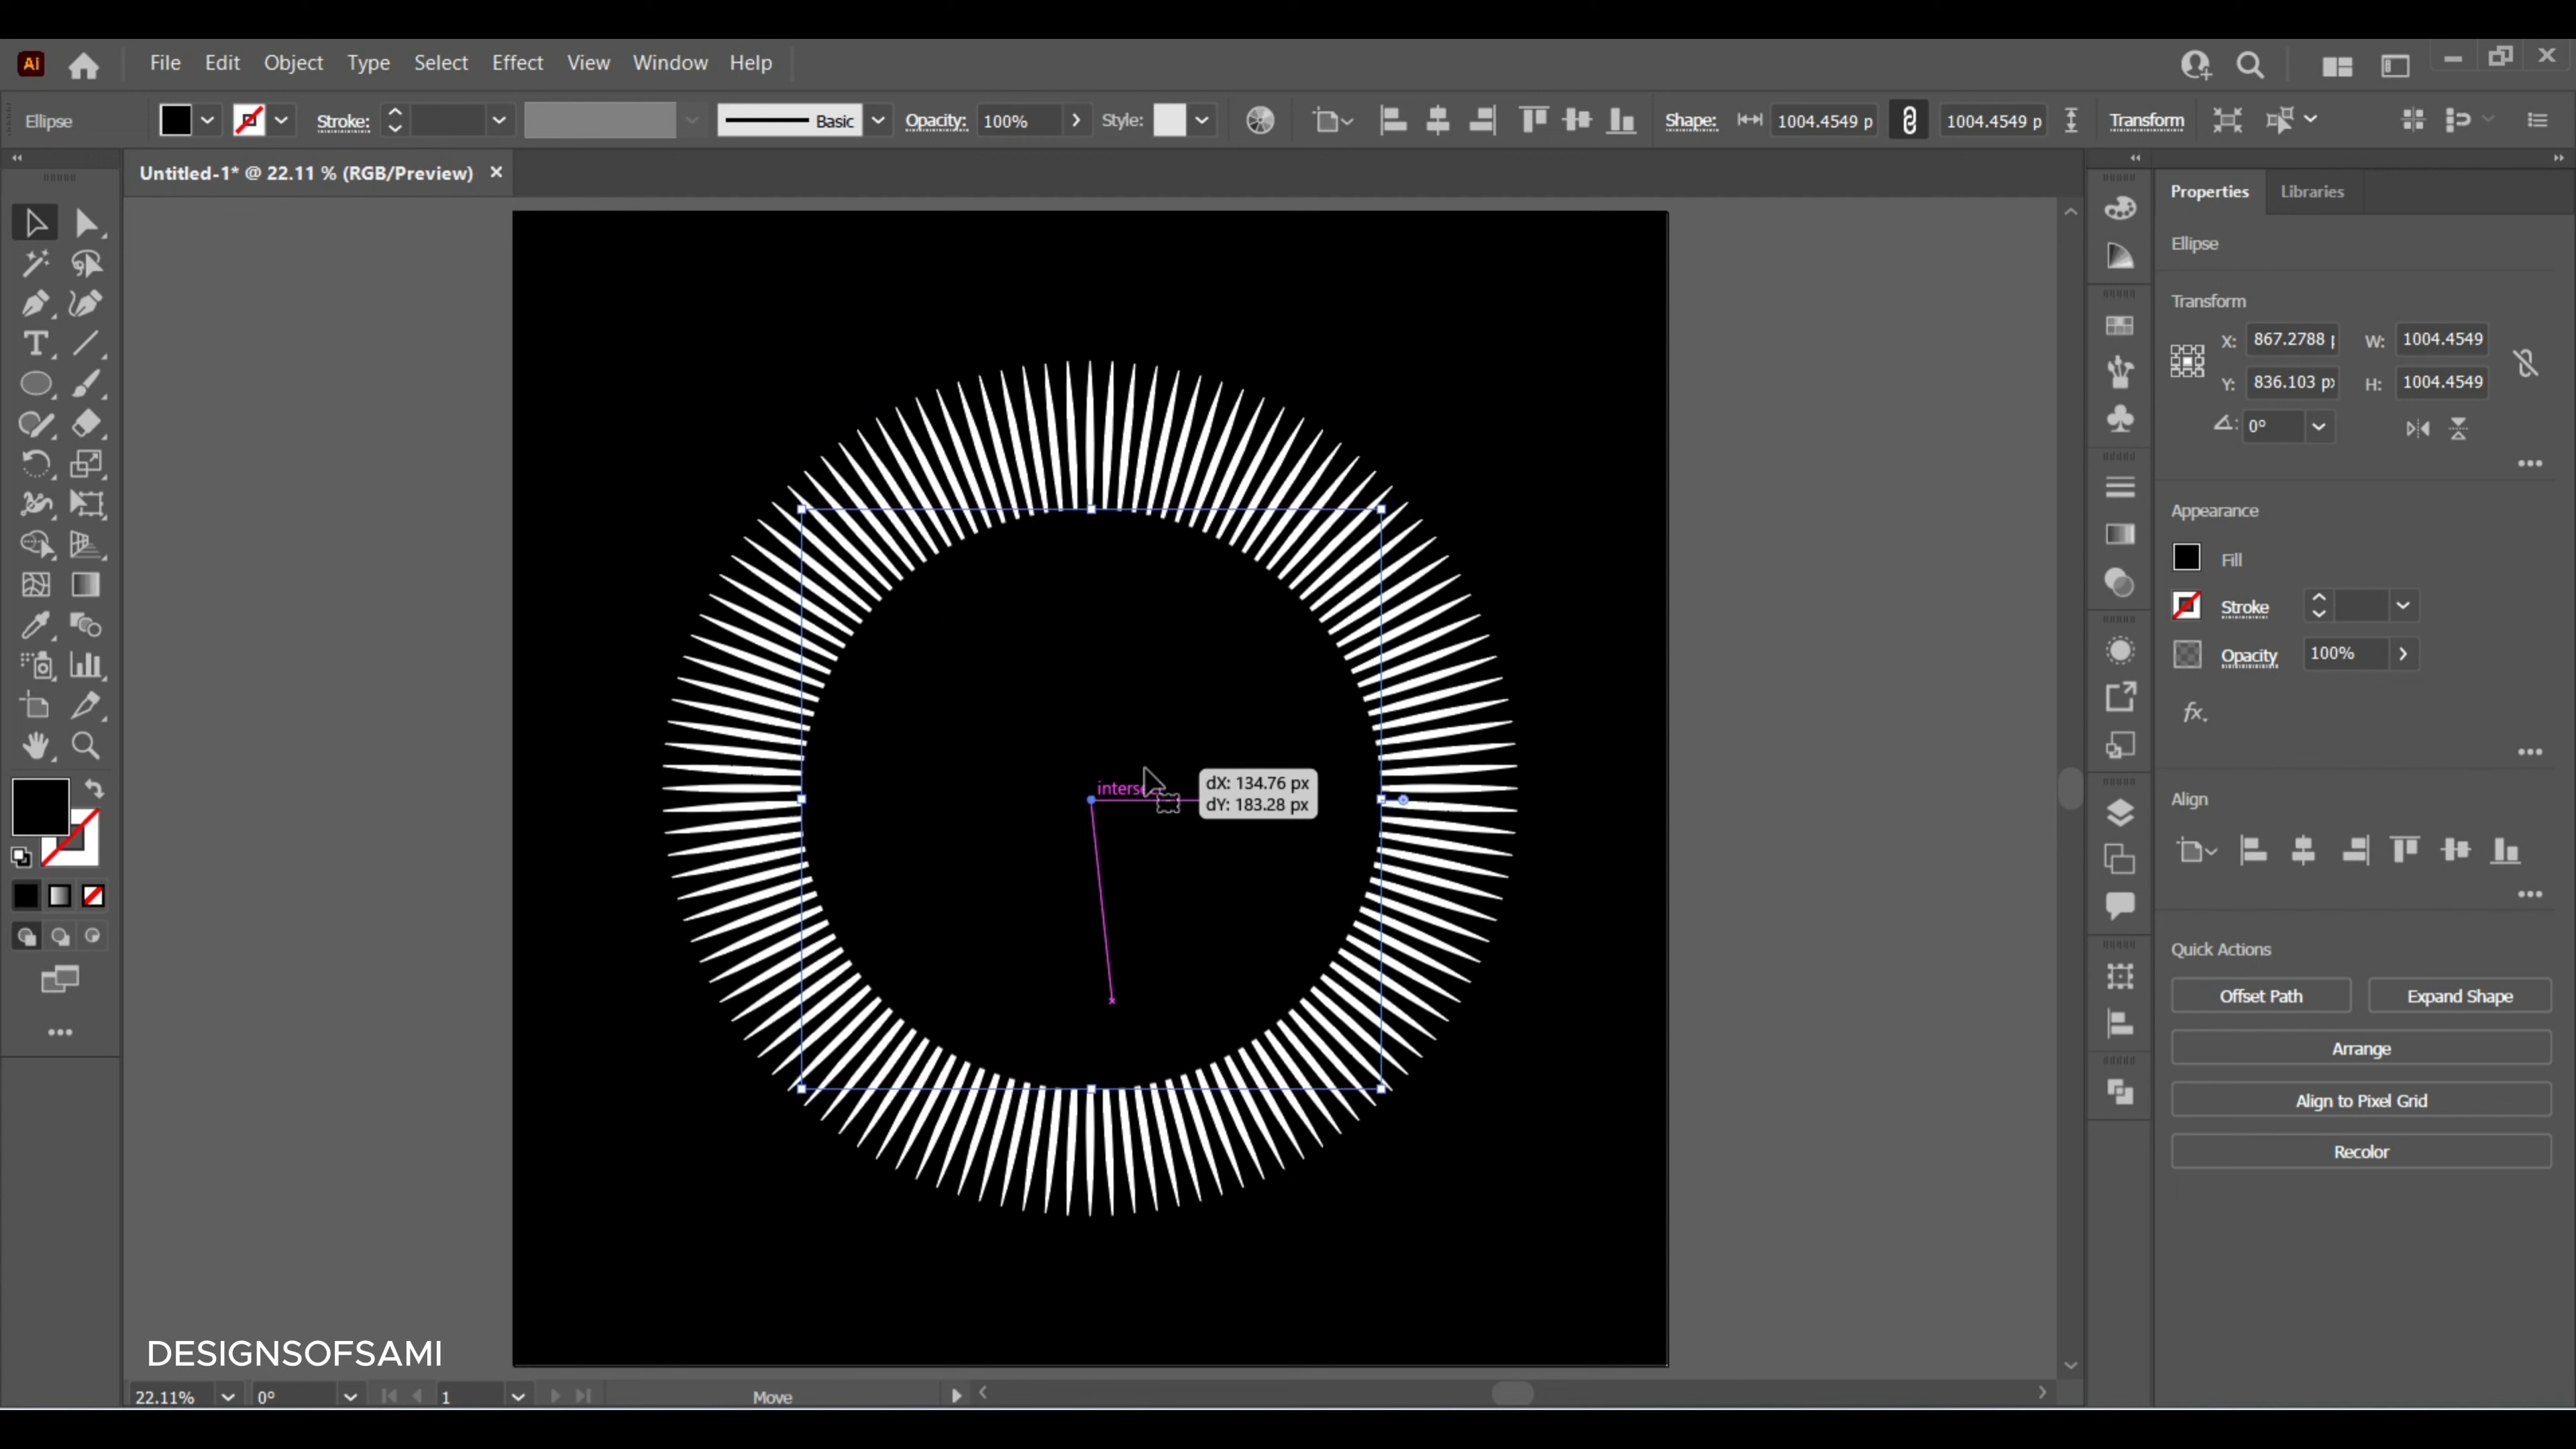 Ai File Edit Object Type Select Effect View Window Help
Ellipse Stroke: Basic Opacity: 100% Style: Shape: 1004.4549 p 1004.4549 p Transform
Untitled-1* @ 22.11 % (RGB/Preview)
Properties Libraries
Ellipse
Transform
X: 867.2788 W: 1004.4549
Y: 836.103 px H: 1004.4549
0°
Appearance
Fill
Stroke
Opacity 100%
fx.
Align
Quick Actions
Offset Path Expand Shape
Arrange
Align to Pixel Grid
Recolor
interse
dX: 134.76 px
dY: 183.28 px
DESIGNSOFSAMI
22.11% 0° 1 Move